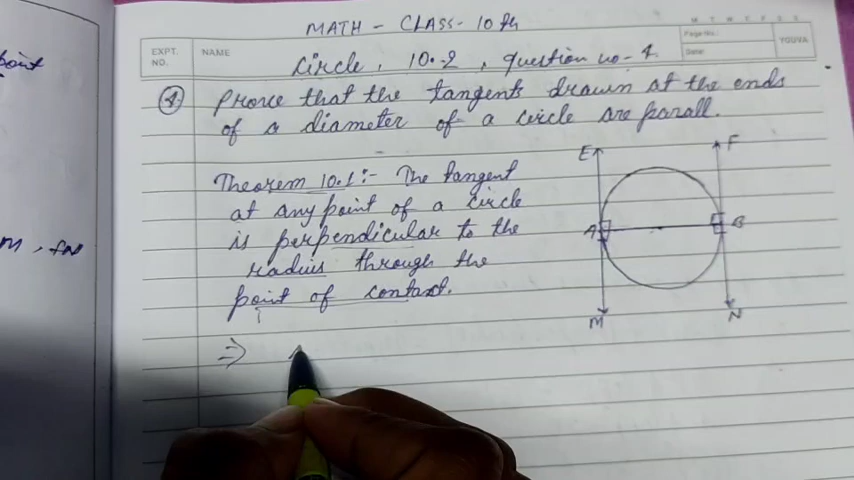 MATH - CLASS - 10th
M T W T F S S
Page No.:
Date:
YOUVA
EXPT. NO.
NAME
Circle, 10.2, question no - 4.
point
④ Prove that the tangents drawn at the ends
of a diameter of a circle are parall.
Theorem 10.1:- The tangent
at any point of a circle
is perpendicular to the
radius through the
point of contact.
E
F
A
B
M
N
M,
⇒